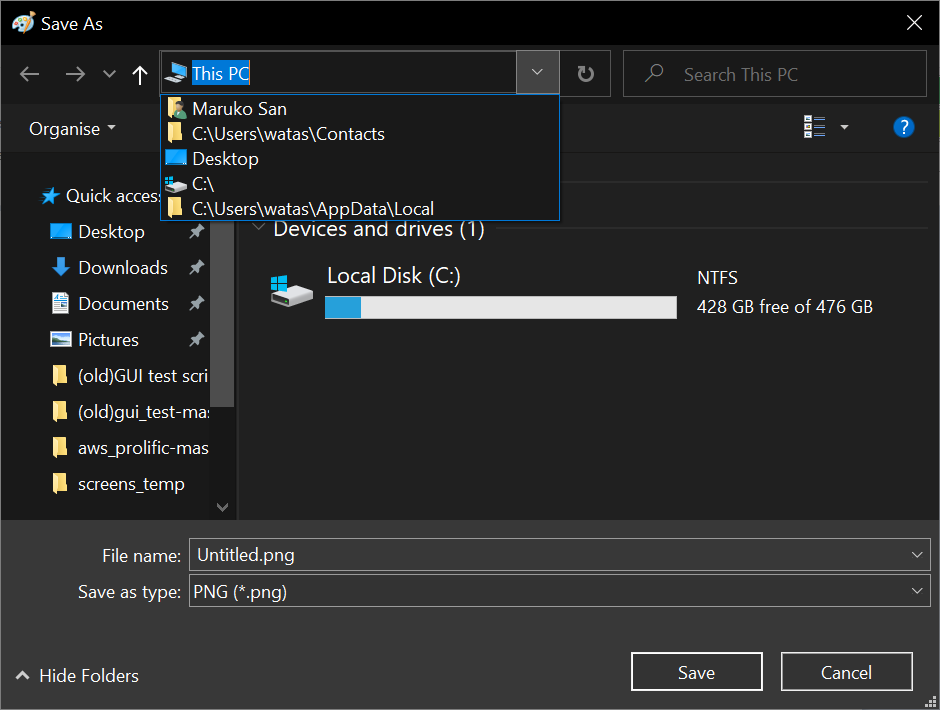 Save As
This PC
Search This PC
Maruko San
C:\Users\watas\Contacts
Desktop
C:\
C:\Users\watas\AppData\Local
Organise
?
Quick access
Desktop
Downloads
Documents
Pictures
(old)GUI test scri
(old)gui_test-mas
aws_prolific-mas
screens_temp
Devices and drives (1)
Local Disk (C:)
NTFS
428 GB free of 476 GB
File name:
Untitled.png
Save as type:
PNG (*.png)
Hide Folders
Save
Cancel